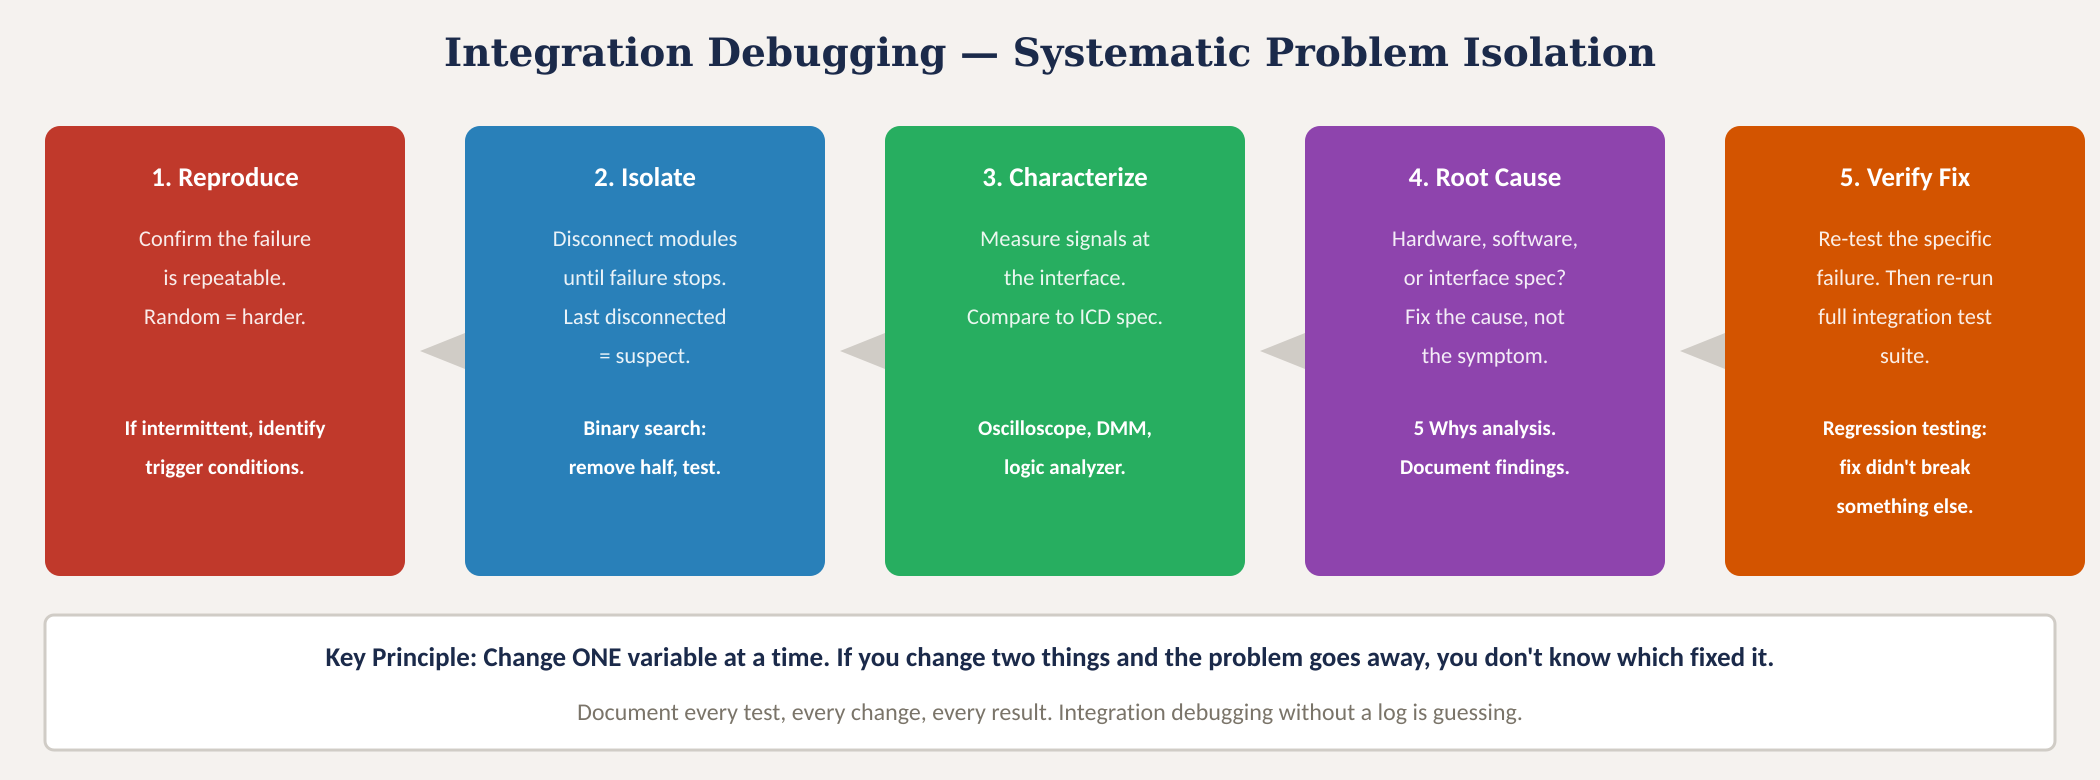 Integration Debugging — Systematic Problem Isolation
1. Reproduce
Confirm the failure
is repeatable.
Random = harder.
If intermittent, identify
trigger conditions.
2. Isolate
Disconnect modules
until failure stops.
Last disconnected
= suspect.
Binary search:
remove half, test.
3. Characterize
Measure signals at
the interface.
Compare to ICD spec.
Oscilloscope, DMM,
logic analyzer.
4. Root Cause
Hardware, software,
or interface spec?
Fix the cause, not
the symptom.
5 Whys analysis.
Document findings.
5. Verify Fix
Re-test the specific
failure. Then re-run
full integration test
suite.
Regression testing:
fix didn't break
something else.
Key Principle: Change ONE variable at a time. If you change two things and the problem goes away, you don't know which fixed it.
Document every test, every change, every result. Integration debugging without a log is guessing.